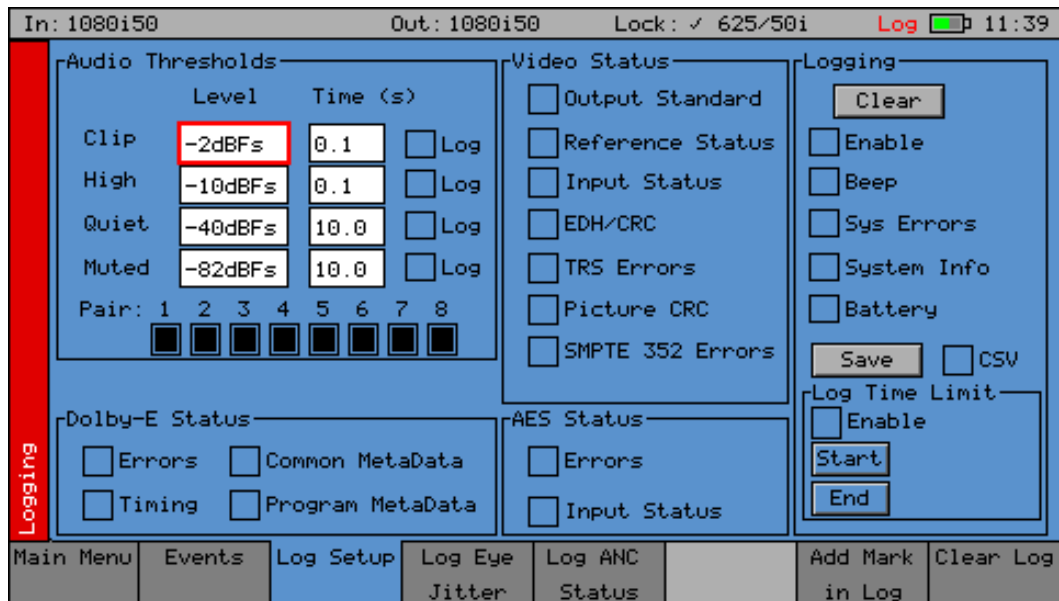 In: 1080i50 Out: 1080i50 Lock: ✓ 625/50i Log 11:39
Audio Thresholds
Level Time (s)
Clip -2dBFs 0.1 Log
High -10dBFs 0.1 Log
Quiet -40dBFs 10.0 Log
Muted -82dBFs 10.0 Log
Pair: 1 2 3 4 5 6 7 8
Video Status
Output Standard
Reference Status
Input Status
EDH/CRC
TRS Errors
Picture CRC
SMPTE 352 Errors
Logging
Clear
Enable
Beep
Sys Errors
System Info
Battery
Save CSV
Log Time Limit
Enable
Start
End
Dolby-E Status
Errors Common MetaData
Timing Program MetaData
AES Status
Errors
Input Status
Logging
Main Menu
Events
Log Setup
Log Eye
Jitter
Log ANC
Status
Add Mark
in Log
Clear Log